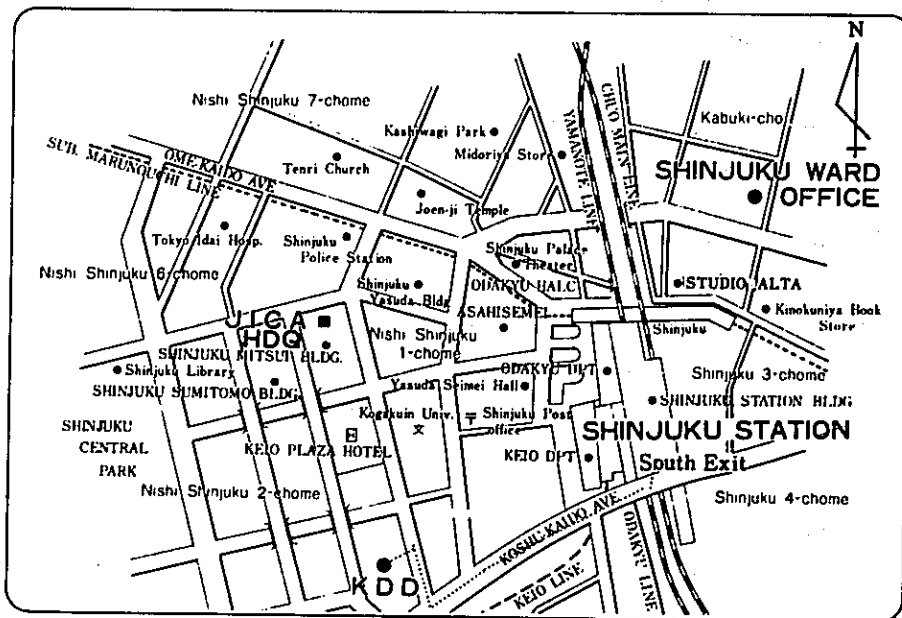 N
Nishi Shinjuku 7-chome
Kashiwagi Park
Kabuki-cho
Midoriya Store
YAMANOTE LINE
CHUO MAIN LINE
SUB. MARUNOUCHI LINE
OME KAIDO AVE
Tenri Church
SHINJUKU WARD
OFFICE
Joen-ji Temple
Tokyo Idai Hosp.
Shinjuku
Police Station
Shinjuku Palace
Theater
Nishi Shinjuku 6-chome
Shinjuku
Yasuda Bldg
ODAKYU HALC
STUDIO ALTA
ASAHISEMEI
Kinokuniya Book
Store
J.I.C.A
HDQ
Nishi Shinjuku
1-chome
Shinjuku
SHINJUKU MITSUI BLDG.
Shinjuku Library
ODAKYU DPT
Shinjuku 3-chome
SHINJUKU SUMITOMO BLDG
Yasuda Seimei Hall
SHINJUKU STATION BLDG
SHINJUKU
CENTRAL
PARK
Kogakuin Univ.
文
〒
Shinjuku Post
office
SHINJUKU STATION
South Exit
H
KEIO PLAZA HOTEL
KEIO DPT
Nishi Shinjuku 2-chome
Shinjuku 4-chome
KOSHU KAIDO AVE
KDD
KEIO LINE
ODAKYU LINE